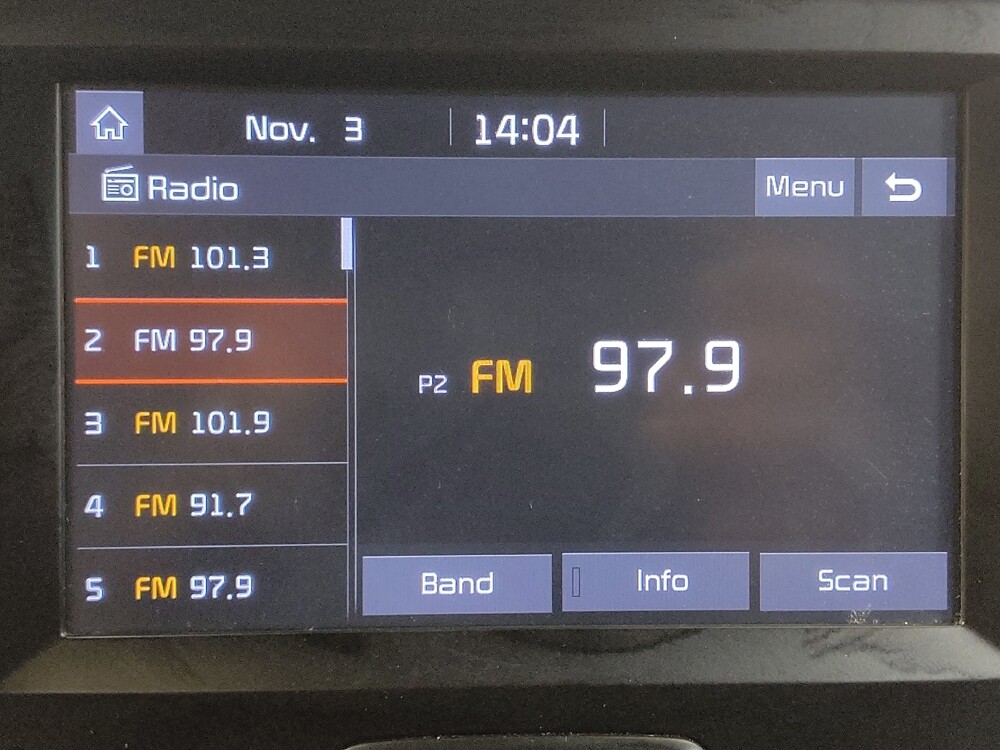 Nov. 3 14:04
Radio Menu
1 FM 101.3
2 FM 97.9
3 FM 101.9
4 FM 91.7
5 FM 97.9
P2 FM 97.9
Band Info Scan